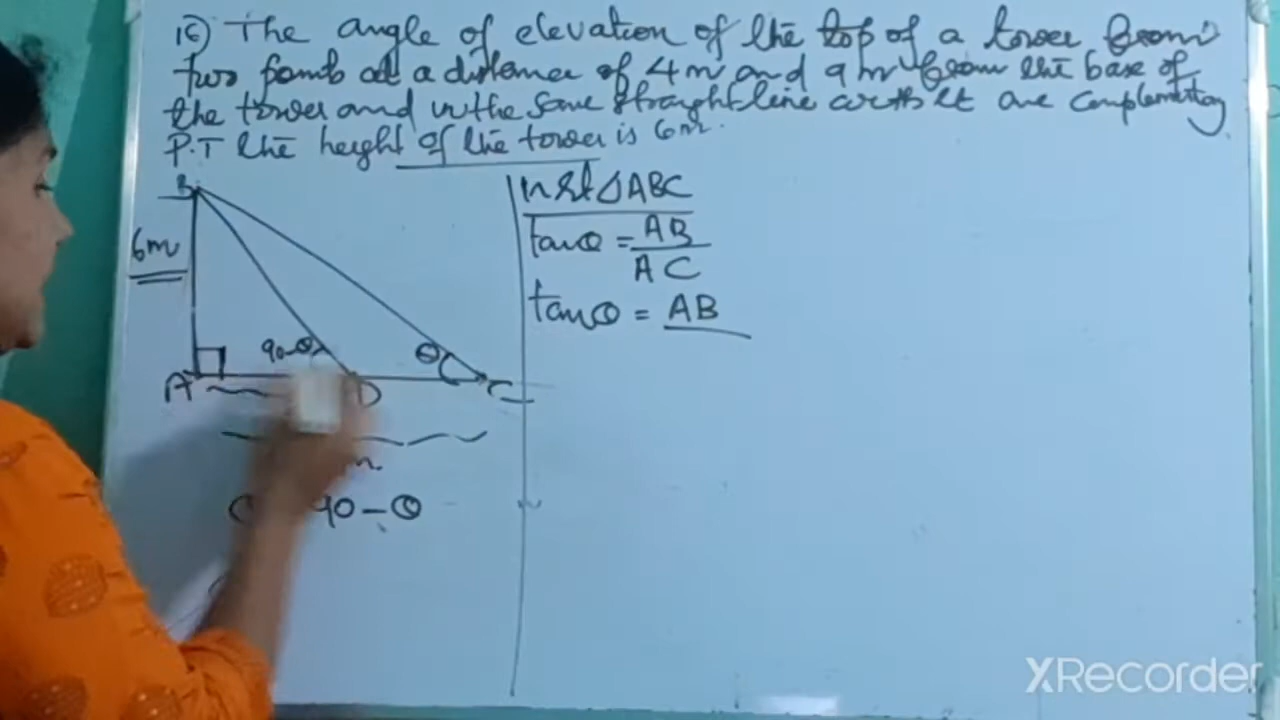 16) The angle of elevation of the top of a tower from
two points at a distance of 4m and 9m from the base of
the tower and in the same straight line with it are complementary
P.T the height of the tower is 6m.
B
6m
90-θ
θ
A
D
C
90-θ
In rt △ABC
tanθ = AB
AC
tanθ = AB
XRecorder